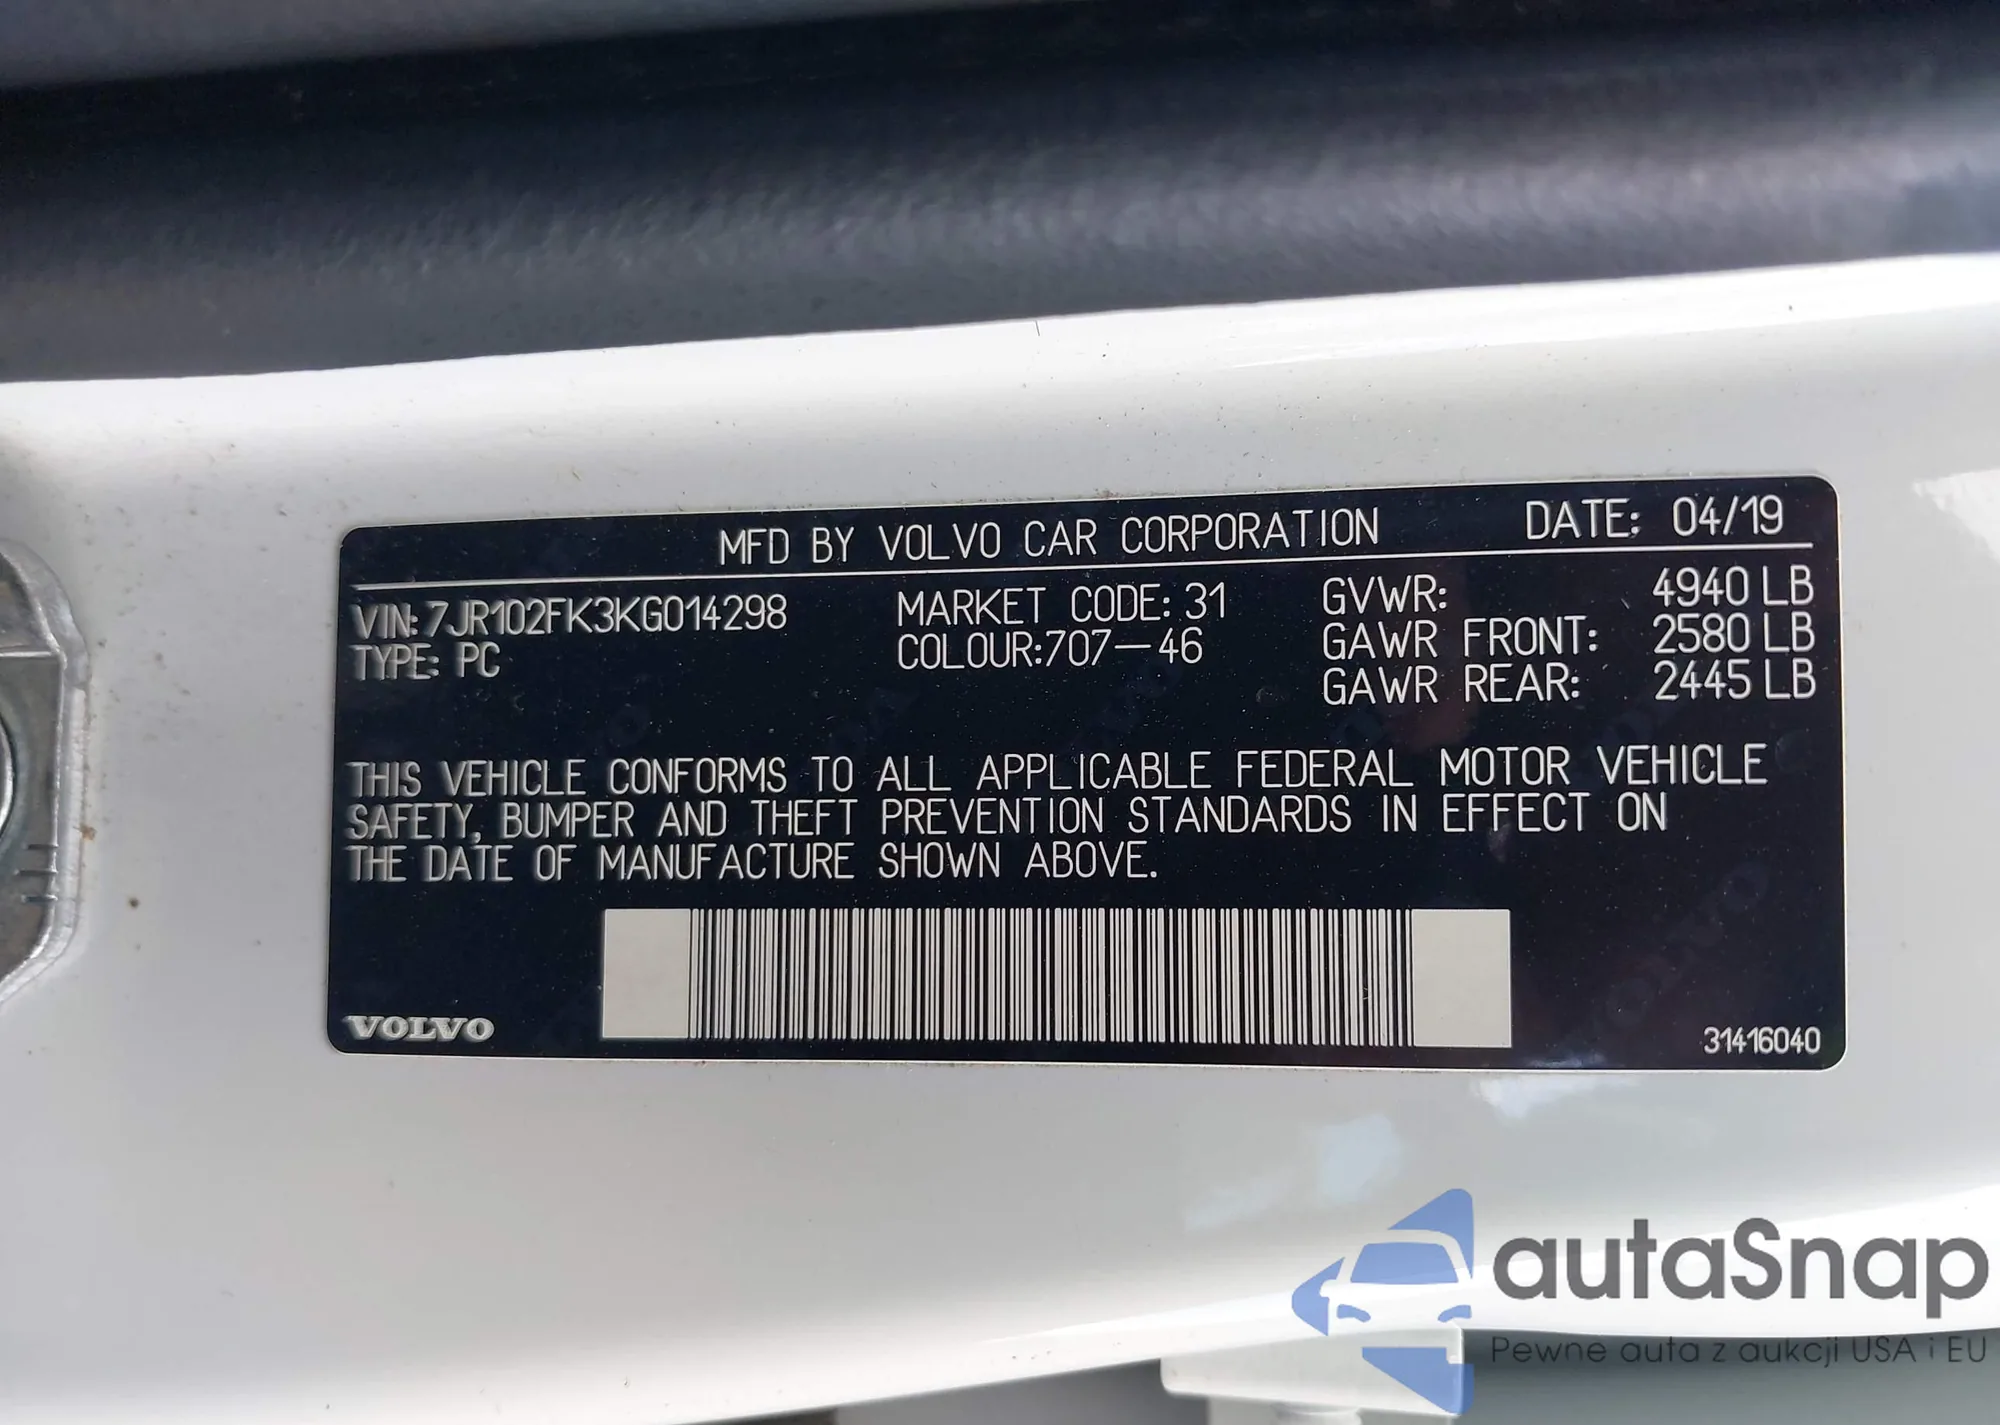 MFD BY VOLVO CAR CORPORATION DATE: 04/19
VIN: 7JR102FK3KG014298 MARKET CODE: 31 GVWR: 4940 LB
TYPE: PC COLOUR:707-46 GAWR FRONT: 2580 LB
GAWR REAR: 2445 LB
THIS VEHICLE CONFORMS TO ALL APPLICABLE FEDERAL MOTOR VEHICLE
SAFETY, BUMPER AND THEFT PREVENTION STANDARDS IN EFFECT ON
THE DATE OF MANUFACTURE SHOWN ABOVE.
VOLVO 31416040
autaSnap
Pewne auta z aukcji USA i EU